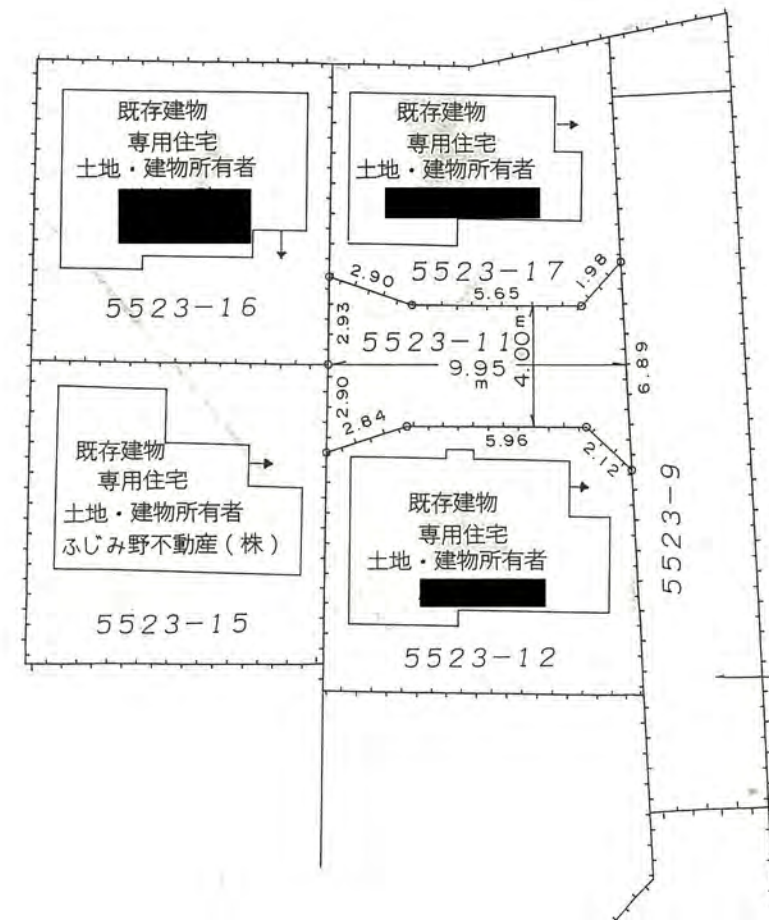 既存建物
専用住宅
土地・建物所有者
5523-16
既存建物
専用住宅
土地・建物所有者
5523-17
2.90
5.65
1.98
2.93
5523-11
9.95
m
4.00m
6.89
2.90
2.84
5.96
2.12
既存建物
専用住宅
土地・建物所有者
ふじみ野不動産(株)
5523-15
既存建物
専用住宅
土地・建物所有者
5523-12
5523-9